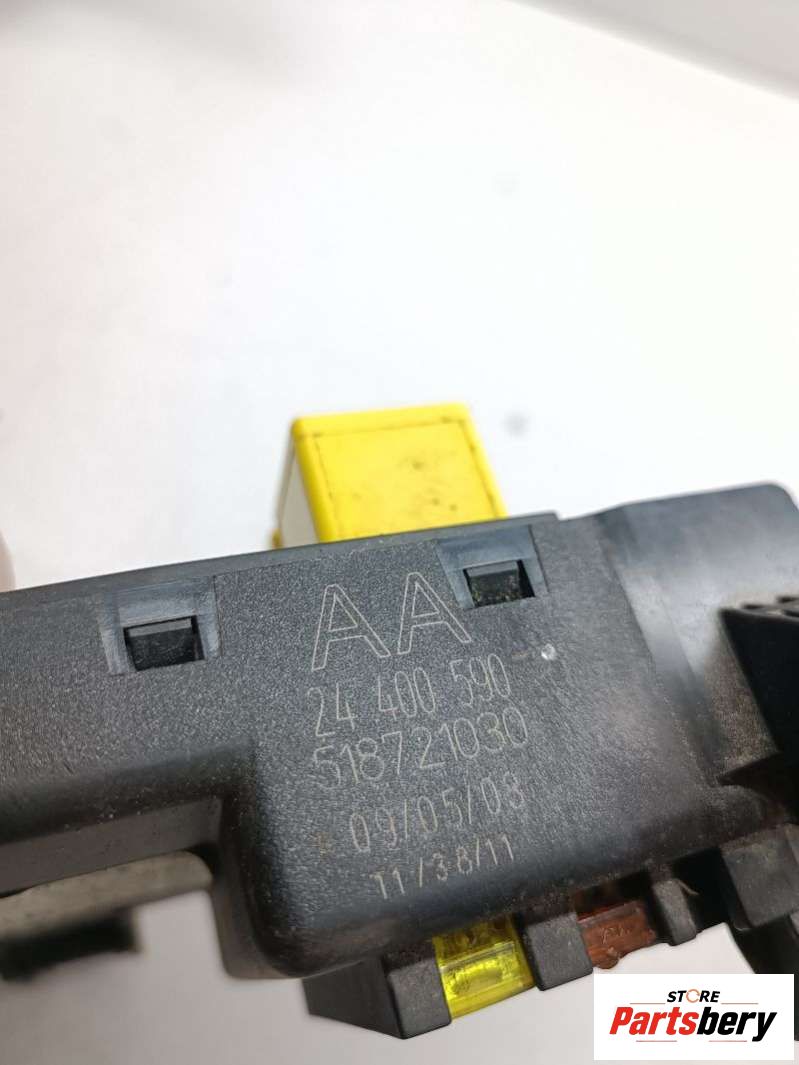 AA
24 400 590
518721030
09/05/08
11/38/11
STORE
Partsbery